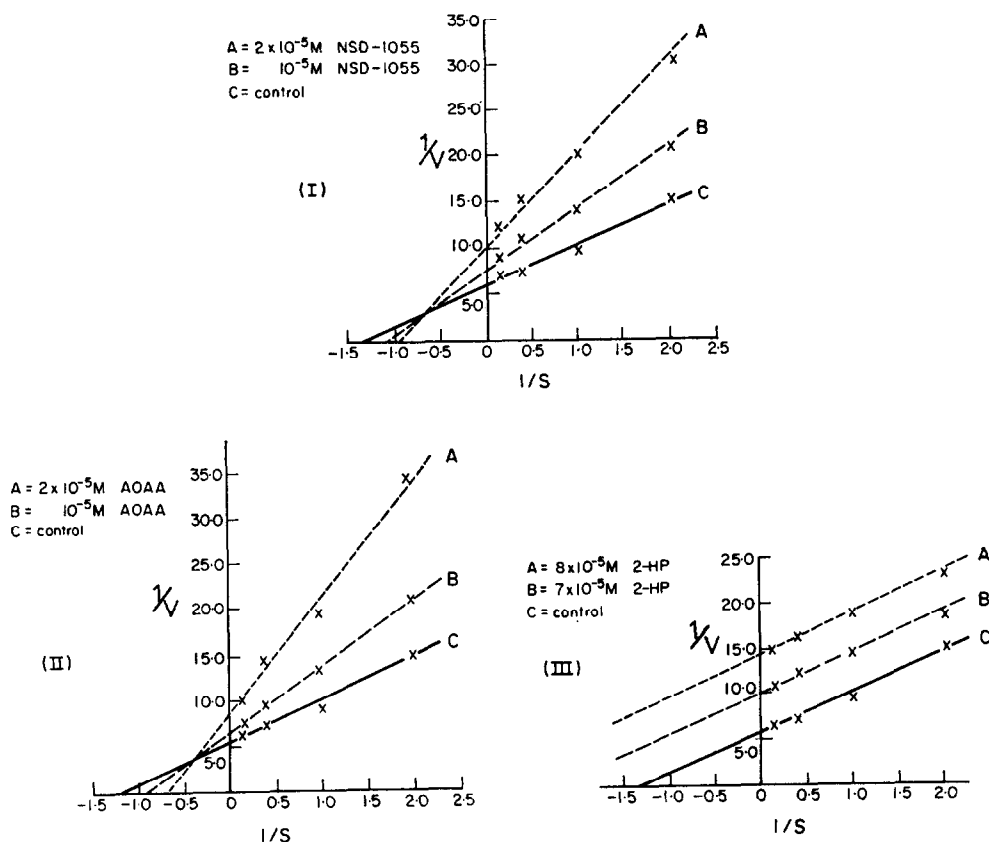 A = 2 x 10⁻⁵M NSD-1055
B = 10⁻⁵M NSD-1055
C = control
(I)
1/V
35·0
30·0
25·0
20·0
15·0
10·0
5·0
A
B
C
-1·5 -1·0 -0·5 0 0·5 1·0 1·5 2·0 2·5
1/S
A = 2 x 10⁻⁵M AOAA
B = 10⁻⁵M AOAA
C = control
(II)
1/V
35·0
30·0
25·0
20·0
15·0
10·0
5·0
A
B
C
-1·5 -1·0 -0·5 0 0·5 1·0 1·5 2·0 2·5
1/S
A = 8 x 10⁻⁵M 2-HP
B = 7 x 10⁻⁵M 2-HP
C = control
(III)
1/V
25·0
20·0
15·0
10·0
5·0
A
B
C
-1·5 -1·0 -0·5 0 0·5 1·0 1·5 2·0
1/S